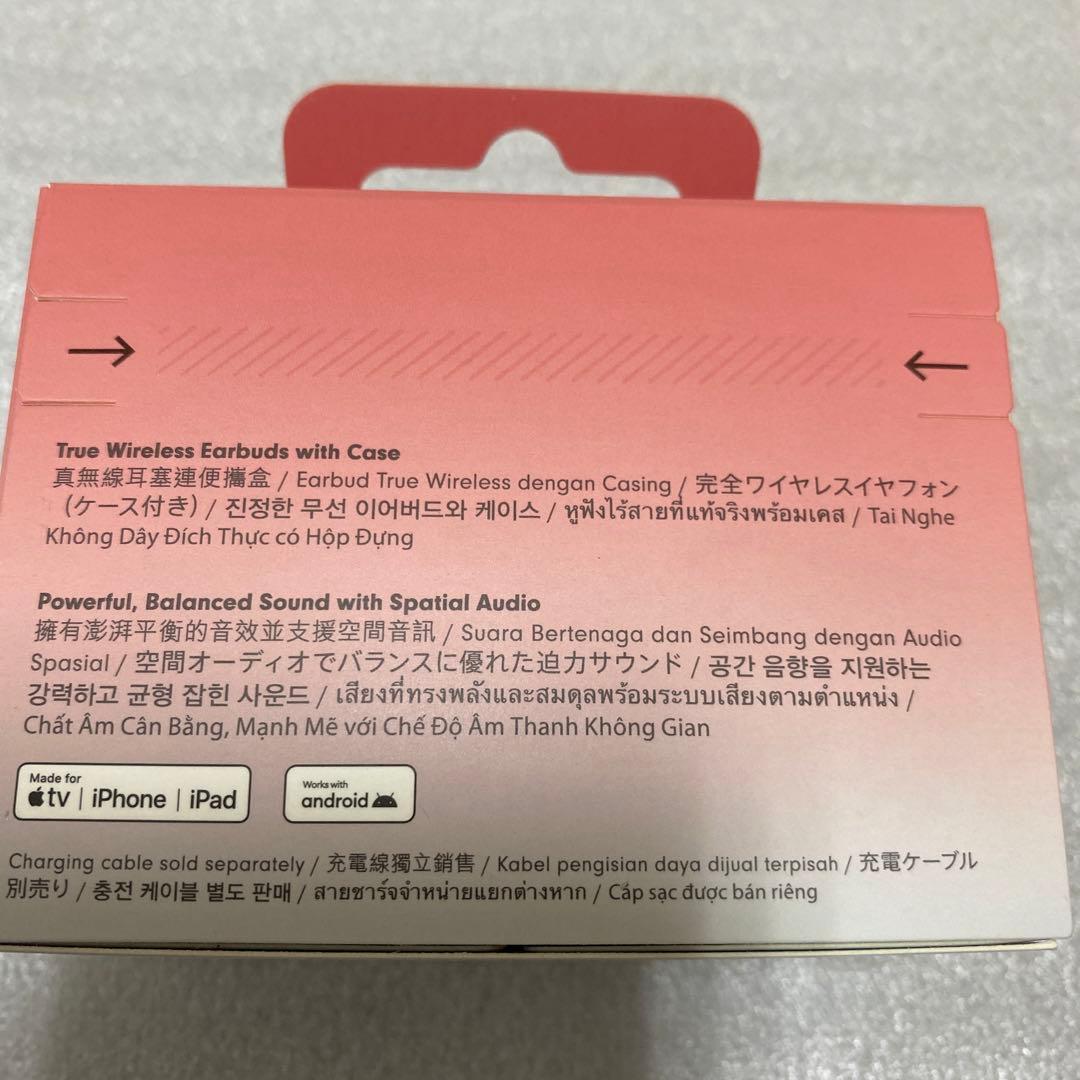 True Wireless Earbuds with Case
真無線耳塞連便攜盒 / Earbud True Wireless dengan Casing / 完全ワイヤレスイヤフォン
(ケース付き) / 진정한 무선 이어버드와 케이스 / หูฟังไร้สายที่แท้จริงพร้อมเคส / Tai Nghe
Không Dây Đích Thực có Hộp Đựng
Powerful, Balanced Sound with Spatial Audio
擁有澎湃平衡的音效並支援空間音訊 / Suara Bertenaga dan Seimbang dengan Audio
Spasial / 空間オーディオでバランスに優れた迫力サウンド / 공간 음향을 지원하는
강력하고 균형 잡힌 사운드 / เสียงที่ทรงพลังและสมดุลพร้อมระบบเสียงตามตำแหน่ง /
Chất Âm Cân Bằng, Mạnh Mẽ với Chế Độ Âm Thanh Không Gian
Made for
tv | iPhone | iPad
Works with
android
Charging cable sold separately / 充電線獨立銷售 / Kabel pengisian daya dijual terpisah / 充電ケーブル
別売り / 충전 케이블 별도 판매 / สายชาร์จจำหน่ายแยกต่างหาก / Cáp sạc được bán riêng